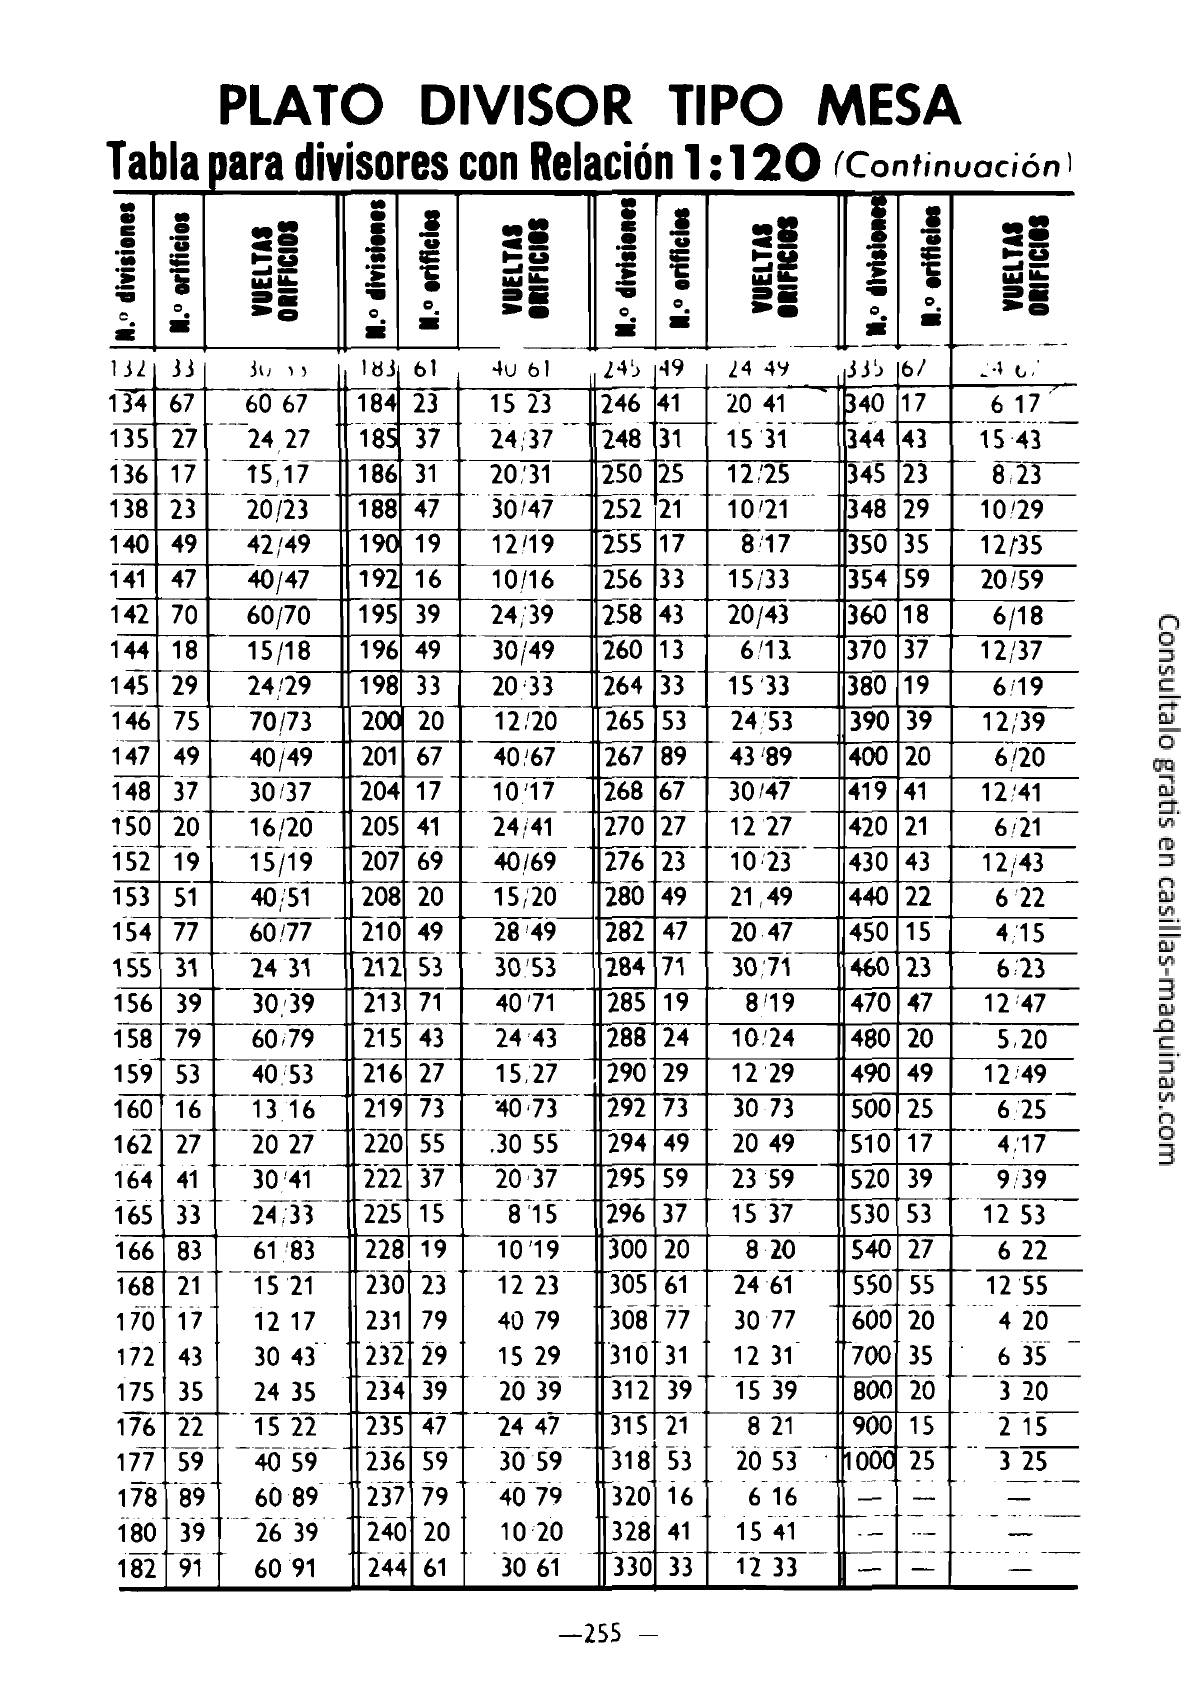 PLATO DIVISOR TIPO MESA
Tabla para divisores con Relación 1:120 (Continuación)
N.º divisiones N.º orificios VUELTAS ORIFICIOS N.º divisiones N.º orificios VUELTAS ORIFICIOS N.º divisiones N.º orificios VUELTAS ORIFICIOS N.º divisiones N.º orificios VUELTAS ORIFICIOS
132 33 30 183 61 40 61 245 49 24 49 335 67
134 67 60 67 184 23 15 23 246 41 20 41 340 17 6 17
135 27 24 27 185 37 24/37 248 31 15 31 344 43 15 43
136 17 15/17 186 31 20/31 250 25 12/25 345 23 8/23
138 23 20/23 188 47 30/47 252 21 10/21 348 29 10/29
140 49 42/49 190 19 12/19 255 17 8/17 350 35 12/35
141 47 40/47 192 16 10/16 256 33 15/33 354 59 20/59
142 70 60/70 195 39 24/39 258 43 20/43 360 18 6/18
144 18 15/18 196 49 30/49 260 13 6/13 370 37 12/37
145 29 24/29 198 33 20/33 264 33 15/33 380 19 6/19
146 75 70/73 200 20 12/20 265 53 24/53 390 39 12/39
147 49 40/49 201 67 40/67 267 89 43/89 400 20 6/20
148 37 30/37 204 17 10/17 268 67 30/47 419 41 12/41
150 20 16/20 205 41 24/41 270 27 12 27 420 21 6/21
152 19 15/19 207 69 40/69 276 23 10/23 430 43 12/43
153 51 40/51 208 20 15/20 280 49 21/49 440 22 6/22
154 77 60/77 210 49 28/49 282 47 20/47 450 15 4/15
155 31 24 31 212 53 30/53 284 71 30/71 460 23 6/23
156 39 30/39 213 71 40/71 285 19 8/19 470 47 12/47
158 79 60/79 215 43 24/43 288 24 10/24 480 20 5/20
159 53 40/53 216 27 15/27 290 29 12/29 490 49 12/49
160 16 13 16 219 73 40/73 292 73 30 73 500 25 6/25
162 27 20 27 220 55 30 55 294 49 20 49 510 17 4/17
164 41 30/41 222 37 20/37 295 59 23 59 520 39 9/39
165 33 24/33 225 15 8/15 296 37 15 37 530 53 12 53
166 83 61/83 228 19 10/19 300 20 8 20 540 27 6 22
168 21 15 21 230 23 12 23 305 61 24 61 550 55 12 55
170 17 12 17 231 79 40 79 308 77 30 77 600 20 4 20
172 43 30 43 232 29 15 29 310 31 12 31 700 35 6 35
175 35 24 35 234 39 20 39 312 39 15 39 800 20 3 20
176 22 15 22 235 47 24 47 315 21 8 21 900 15 2 15
177 59 40 59 236 59 30 59 318 53 20 53 1000 25 3 25
178 89 60 89 237 79 40 79 320 16 6 16 — — —
180 39 26 39 240 20 10 20 328 41 15 41 — — —
182 91 60 91 244 61 30 61 330 33 12 33 — — —
—255 —
Consultalo gratis en casillas-maquinas.com